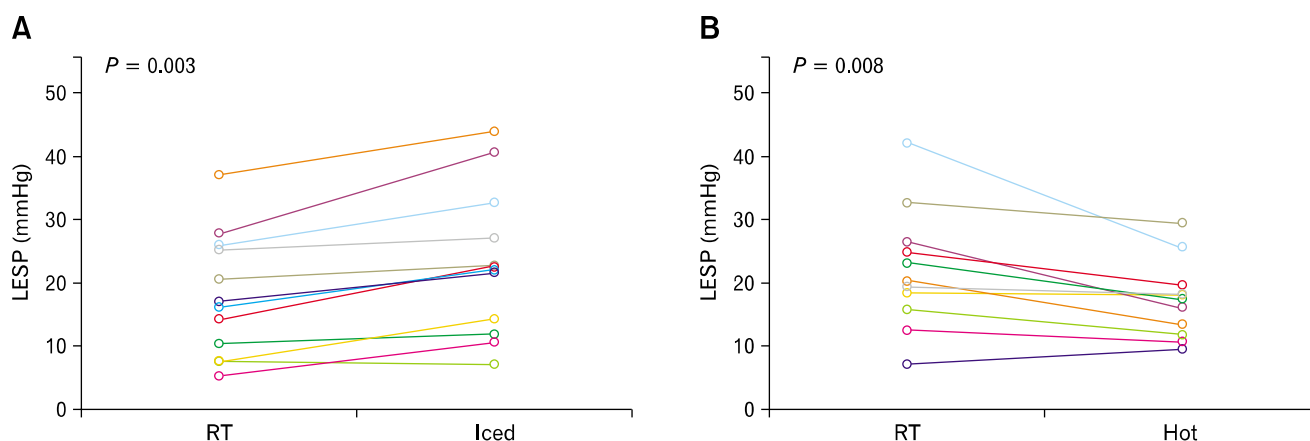 A
P = 0.003
LESP (mmHg)
50
40
30
20
10
0
RT
Iced
B
P = 0.008
LESP (mmHg)
50
40
30
20
10
0
RT
Hot